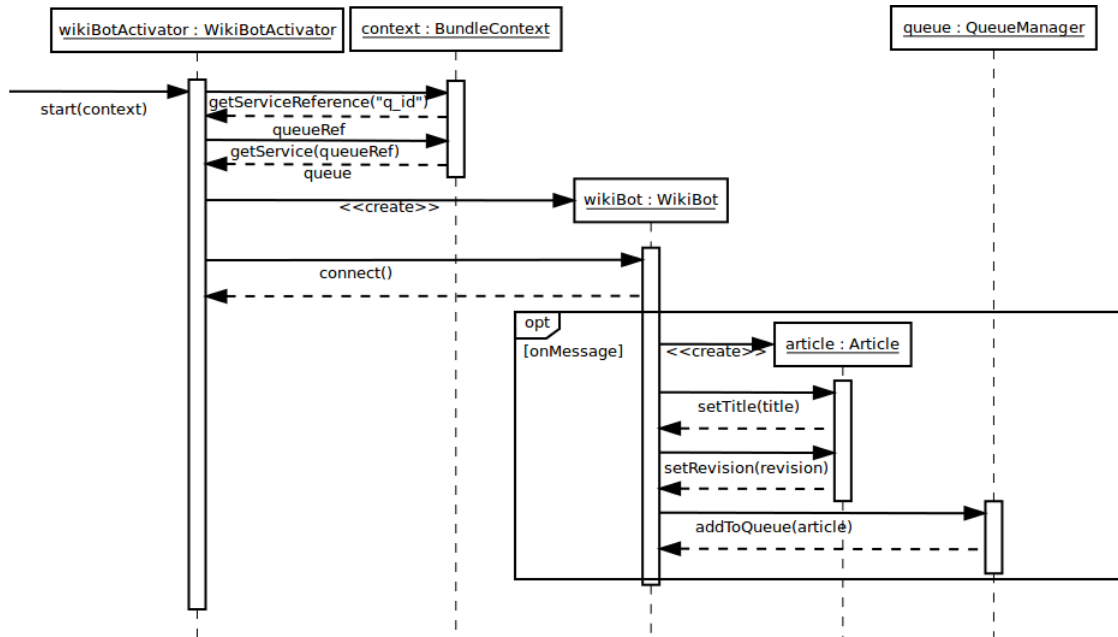 wikiBotActivator : WikiBotActivator
context : BundleContext
queue : QueueManager
start(context)
getServiceReference("q_id")
queueRef
getService(queueRef)
queue
<<create>>
wikiBot : WikiBot
connect()
opt
[onMessage]
<<create>>
article : Article
setTitle(title)
setRevision(revision)
addToQueue(article)